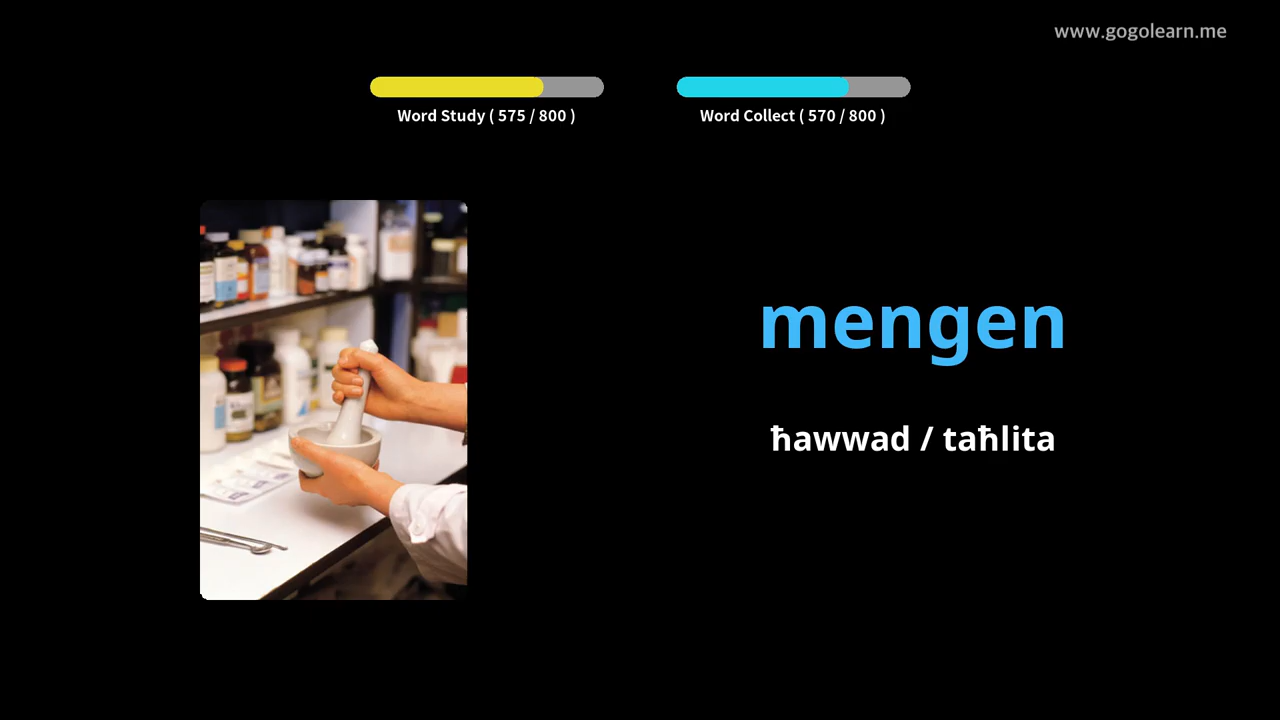 www.gogolearn.me
Word Study ( 575 / 800 )
Word Collect ( 570 / 800 )
mengen
ħawwad / taħlita